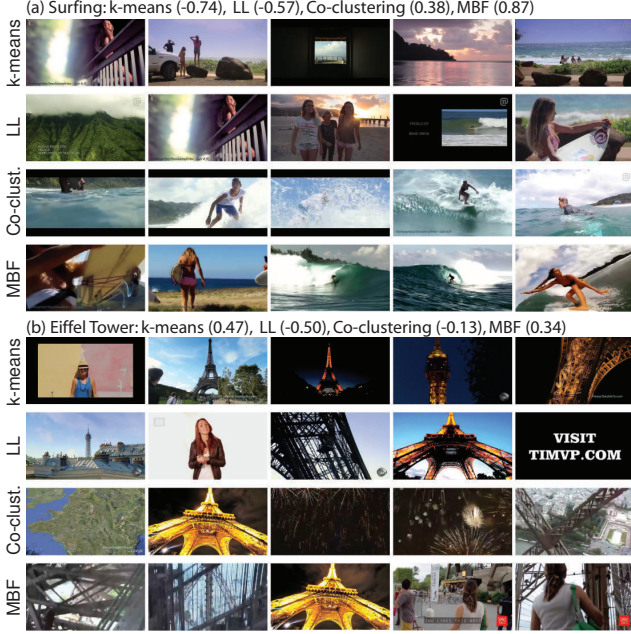 (a) Surfing: k-means (-0.74), LL (-0.57), Co-clustering (0.38), MBF (0.87)
k-means
LL
PRODUCER
Co-clust.
MBF
(b) Eiffel Tower: k-means (0.47), LL (-0.50), Co-clustering (-0.13), MBF (0.34)
k-means
LL
VISIT
TIMVP.COM
Co-clust.
MBF